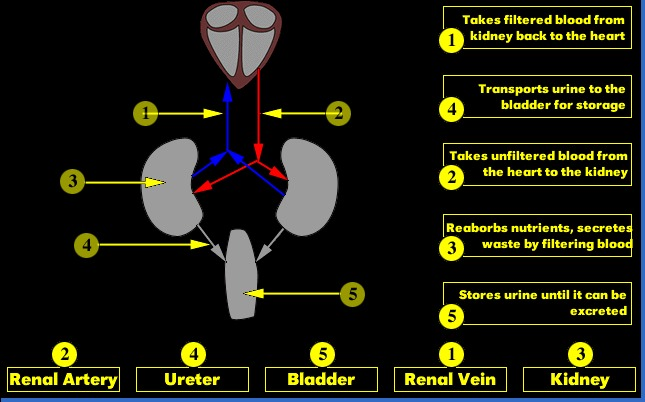 Takes filtered blood from
kidney back to the heart
1
1
2
Transports urine to the
bladder for storage
4
Takes unfiltered blood from
the heart to the kidney
2
3
Reaborbs nutrients, secretes
waste by filtering blood
3
4
Stores urine until it can be
excreted
5
5
2
4
5
1
3
Renal Artery
Ureter
Bladder
Renal Vein
Kidney